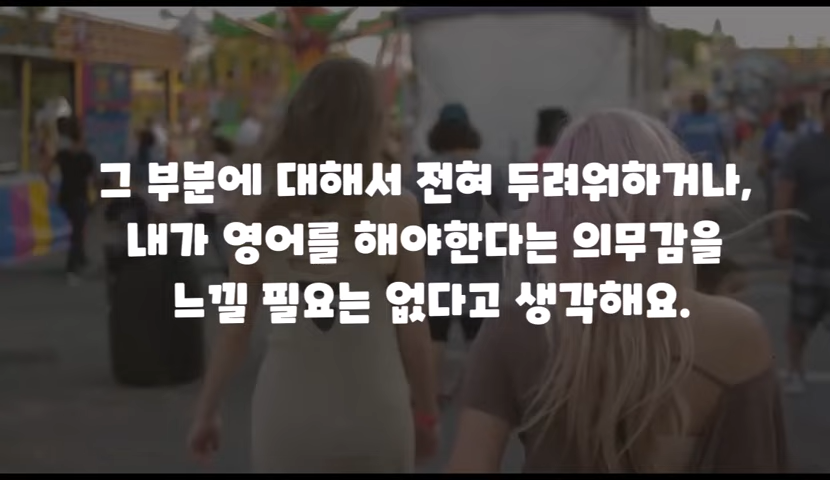 그 부분에 대해서 전혀 두려워하거나,
내가 영어를 해야한다는 의무감을
느낄 필요는 없다고 생각해요.